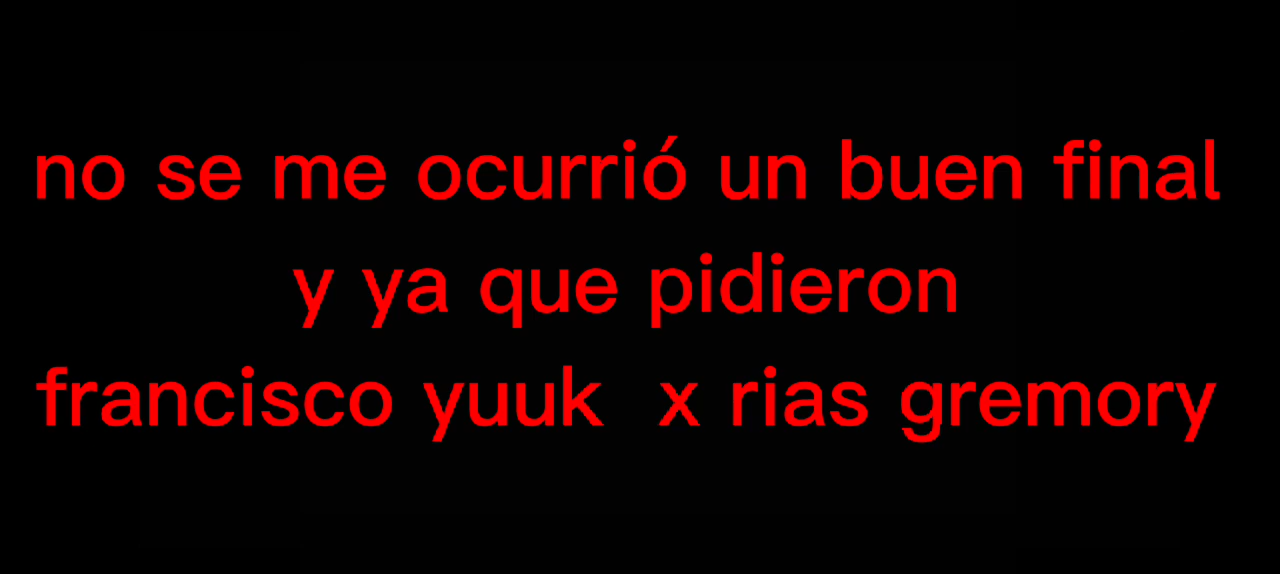 no se me ocurrió un buen final
y ya que pidieron
francisco yuuk x rias gremory